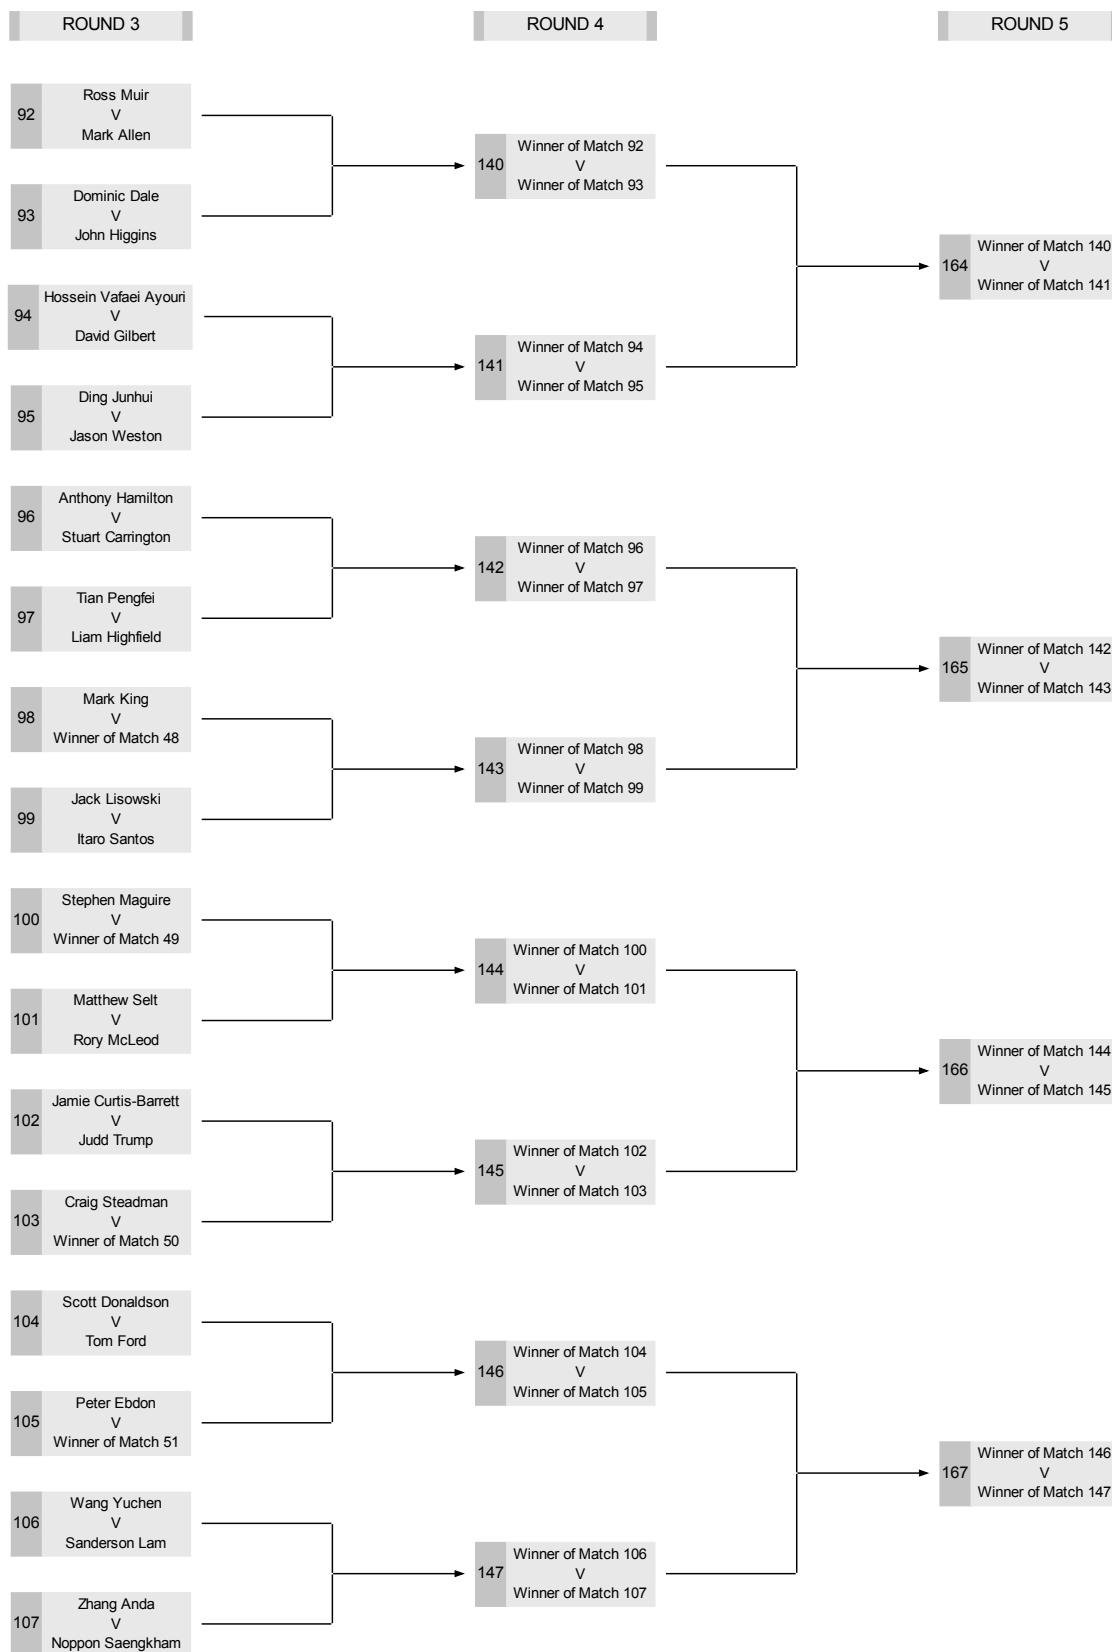 ROUND 3
ROUND 4
ROUND 5
92
Ross Muir
V
Mark Allen
93
Dominic Dale
V
John Higgins
94
Hossein Vafaei Ayouri
V
David Gilbert
95
Ding Junhui
V
Jason Weston
96
Anthony Hamilton
V
Stuart Carrington
97
Tian Pengfei
V
Liam Highfield
98
Mark King
V
Winner of Match 48
99
Jack Lisowski
V
Itaro Santos
100
Stephen Maguire
V
Winner of Match 49
101
Matthew Selt
V
Rory McLeod
102
Jamie Curtis-Barrett
V
Judd Trump
103
Craig Steadman
V
Winner of Match 50
104
Scott Donaldson
V
Tom Ford
105
Peter Ebdon
V
Winner of Match 51
106
Wang Yuchen
V
Sanderson Lam
107
Zhang Anda
V
Noppon Saengkham
140
Winner of Match 92
V
Winner of Match 93
141
Winner of Match 94
V
Winner of Match 95
142
Winner of Match 96
V
Winner of Match 97
143
Winner of Match 98
V
Winner of Match 99
144
Winner of Match 100
V
Winner of Match 101
145
Winner of Match 102
V
Winner of Match 103
146
Winner of Match 104
V
Winner of Match 105
147
Winner of Match 106
V
Winner of Match 107
164
Winner of Match 140
V
Winner of Match 141
165
Winner of Match 142
V
Winner of Match 143
166
Winner of Match 144
V
Winner of Match 145
167
Winner of Match 146
V
Winner of Match 147